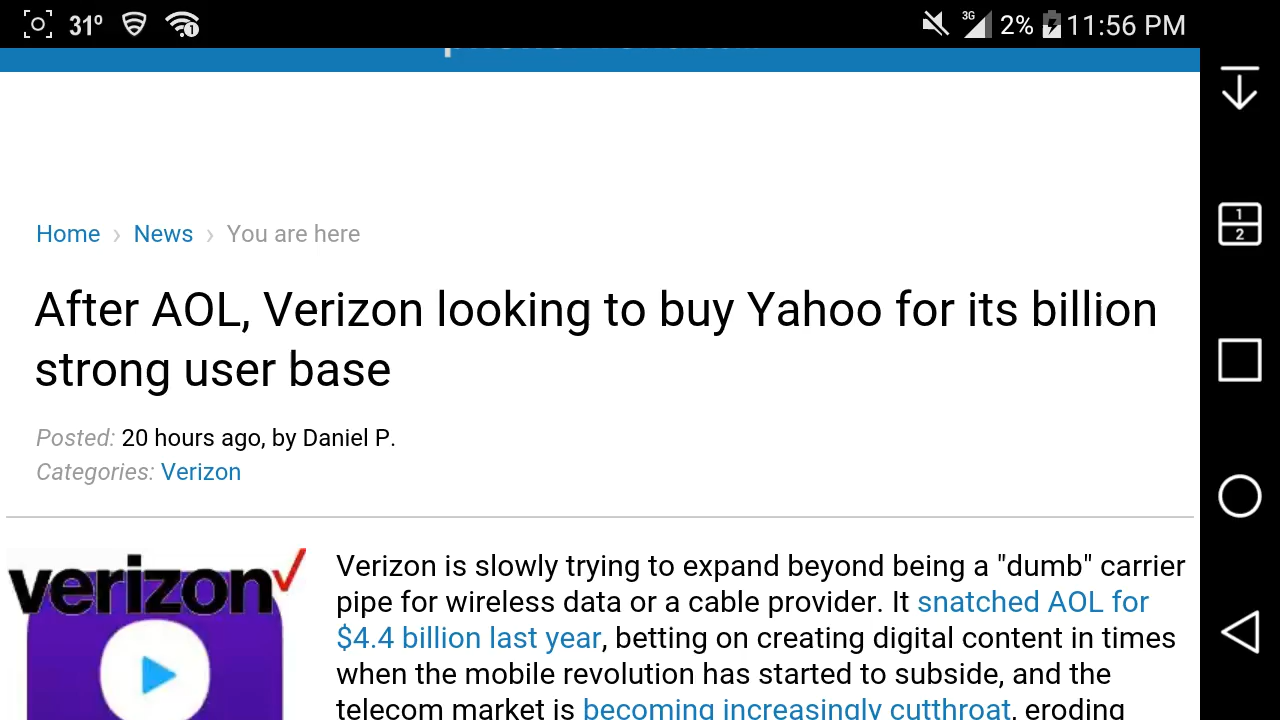 31° 1 3G 2% 11:56 PM
Home › News › You are here
1
2
After AOL, Verizon looking to buy Yahoo for its billion
strong user base
Posted: 20 hours ago, by Daniel P.
Categories: Verizon
verizon
Verizon is slowly trying to expand beyond being a "dumb" carrier
pipe for wireless data or a cable provider. It snatched AOL for
$4.4 billion last year, betting on creating digital content in times
when the mobile revolution has started to subside, and the
telecom market is becoming increasingly cutthroat, eroding